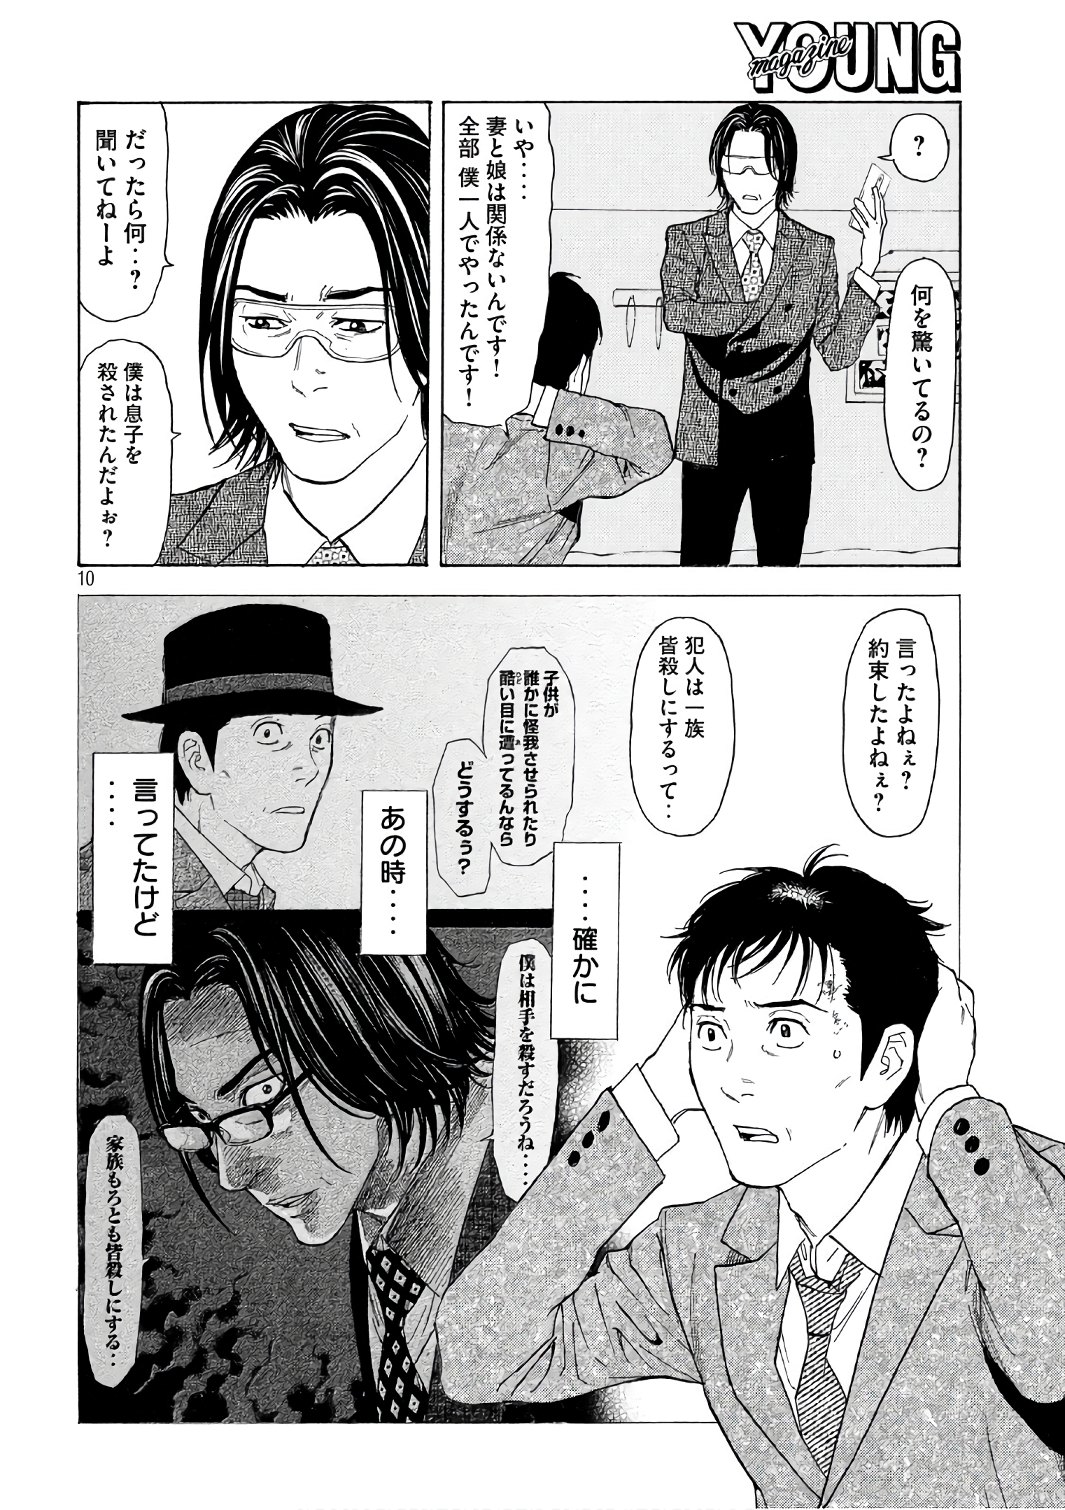 YOUNG
magazine
？
何を驚いてるの？
いや‥‥
妻と娘は関係ないんです！
全部 僕一人でやったんです！
だったら何‥？
聞いてねーよ
僕は息子を
殺されたんだよぉ？
10
言ったよねぇ？
約束したよねぇ？
犯人は一族
皆殺しにするって‥
‥‥確かに
子供が
誰かに怪我させられたり
酷い目に遭ってるんなら
どうするぅ？
あの時‥‥
言ってたけど
‥‥
僕は相手を殺すだろうね‥‥
家族もろとも皆殺しにする‥